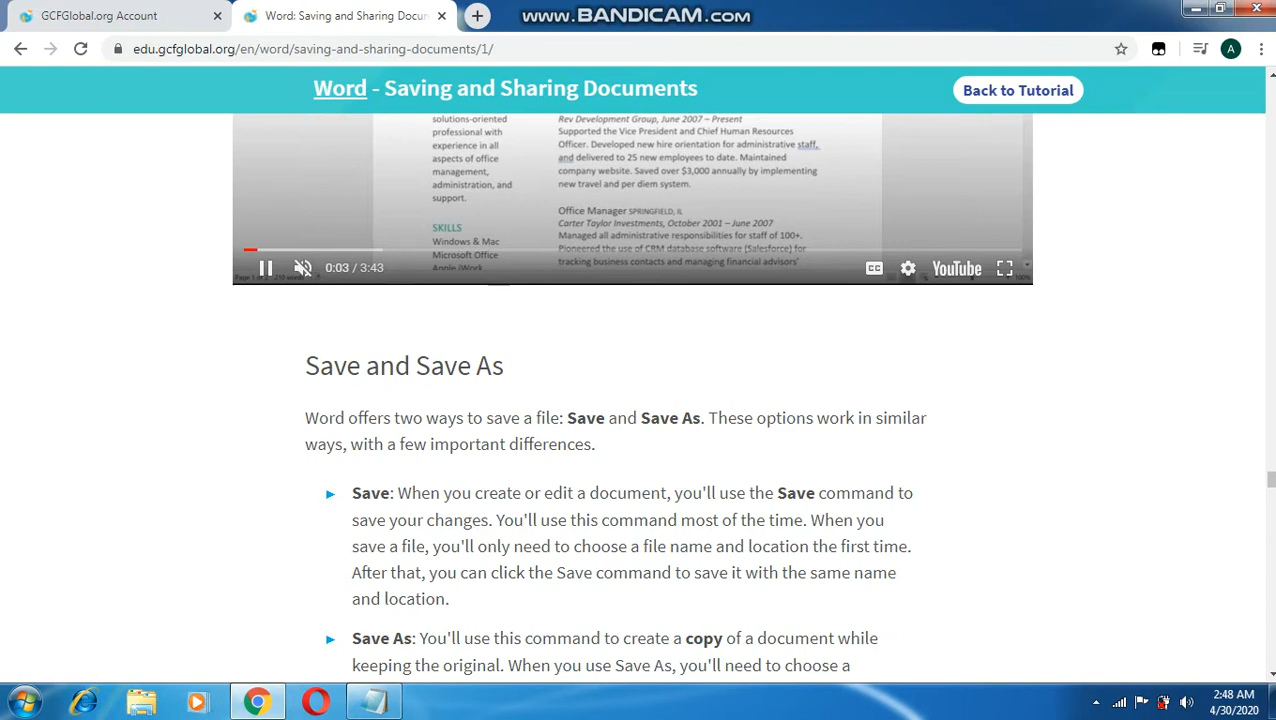 GCFGlobal.org Account
Word: Saving and Sharing Docun
www.BANDICAM.com
edu.gcfglobal.org/en/word/saving-and-sharing-documents/1/
A
Word - Saving and Sharing Documents
Back to Tutorial
solutions-oriented
professional with
experience in all
aspects of office
management,
administration, and
support.
SKILLS
Windows & Mac
Microsoft Office
Apple iWork
Rev Development Group, June 2007 – Present
Supported the Vice President and Chief Human Resources
Officer. Developed new hire orientation for administrative staff,
and delivered to 25 new employees to date. Maintained
company website. Saved over $3,000 annually by implementing
new travel and per diem system.
Office Manager SPRINGFIELD, IL
Carter Taylor Investments, October 2001 – June 2007
Managed all administrative responsibilities for staff of 100+.
Pioneered the use of CRM database software (Salesforce) for
tracking business contacts and managing financial advisors'
0:03 / 3:43
CC
YouTube
Save and Save As
Word offers two ways to save a file: Save and Save As. These options work in similar
ways, with a few important differences.
Save: When you create or edit a document, you'll use the Save command to
save your changes. You'll use this command most of the time. When you
save a file, you'll only need to choose a file name and location the first time.
After that, you can click the Save command to save it with the same name
and location.
Save As: You'll use this command to create a copy of a document while
keeping the original. When you use Save As, you'll need to choose a
2:48 AM
4/30/2020